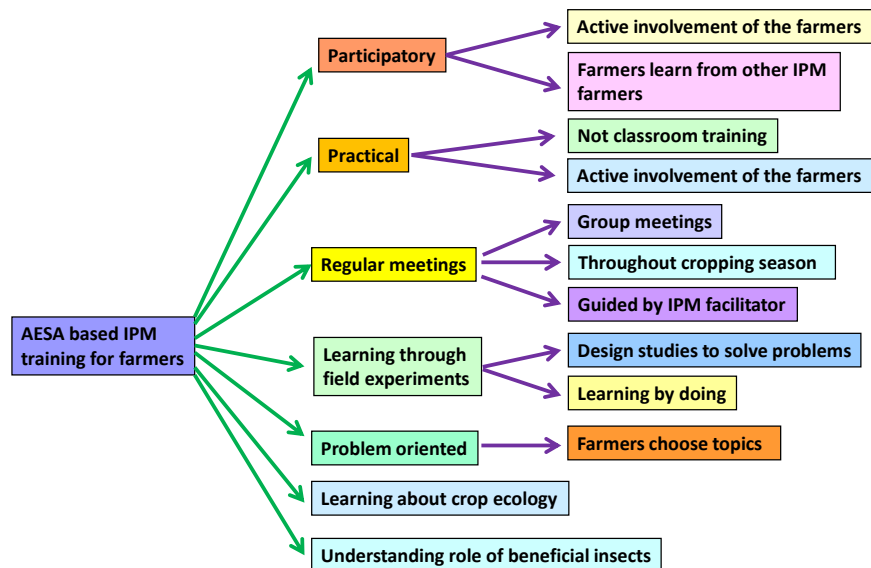 Participatory
Active involvement of the farmers
Farmers learn from other IPM
farmers
Practical
Not classroom training
Active involvement of the farmers
Regular meetings
Group meetings
Throughout cropping season
Guided by IPM facilitator
AESA based IPM
training for farmers
Learning through
field experiments
Design studies to solve problems
Learning by doing
Problem oriented
Farmers choose topics
Learning about crop ecology
Understanding role of beneficial insects